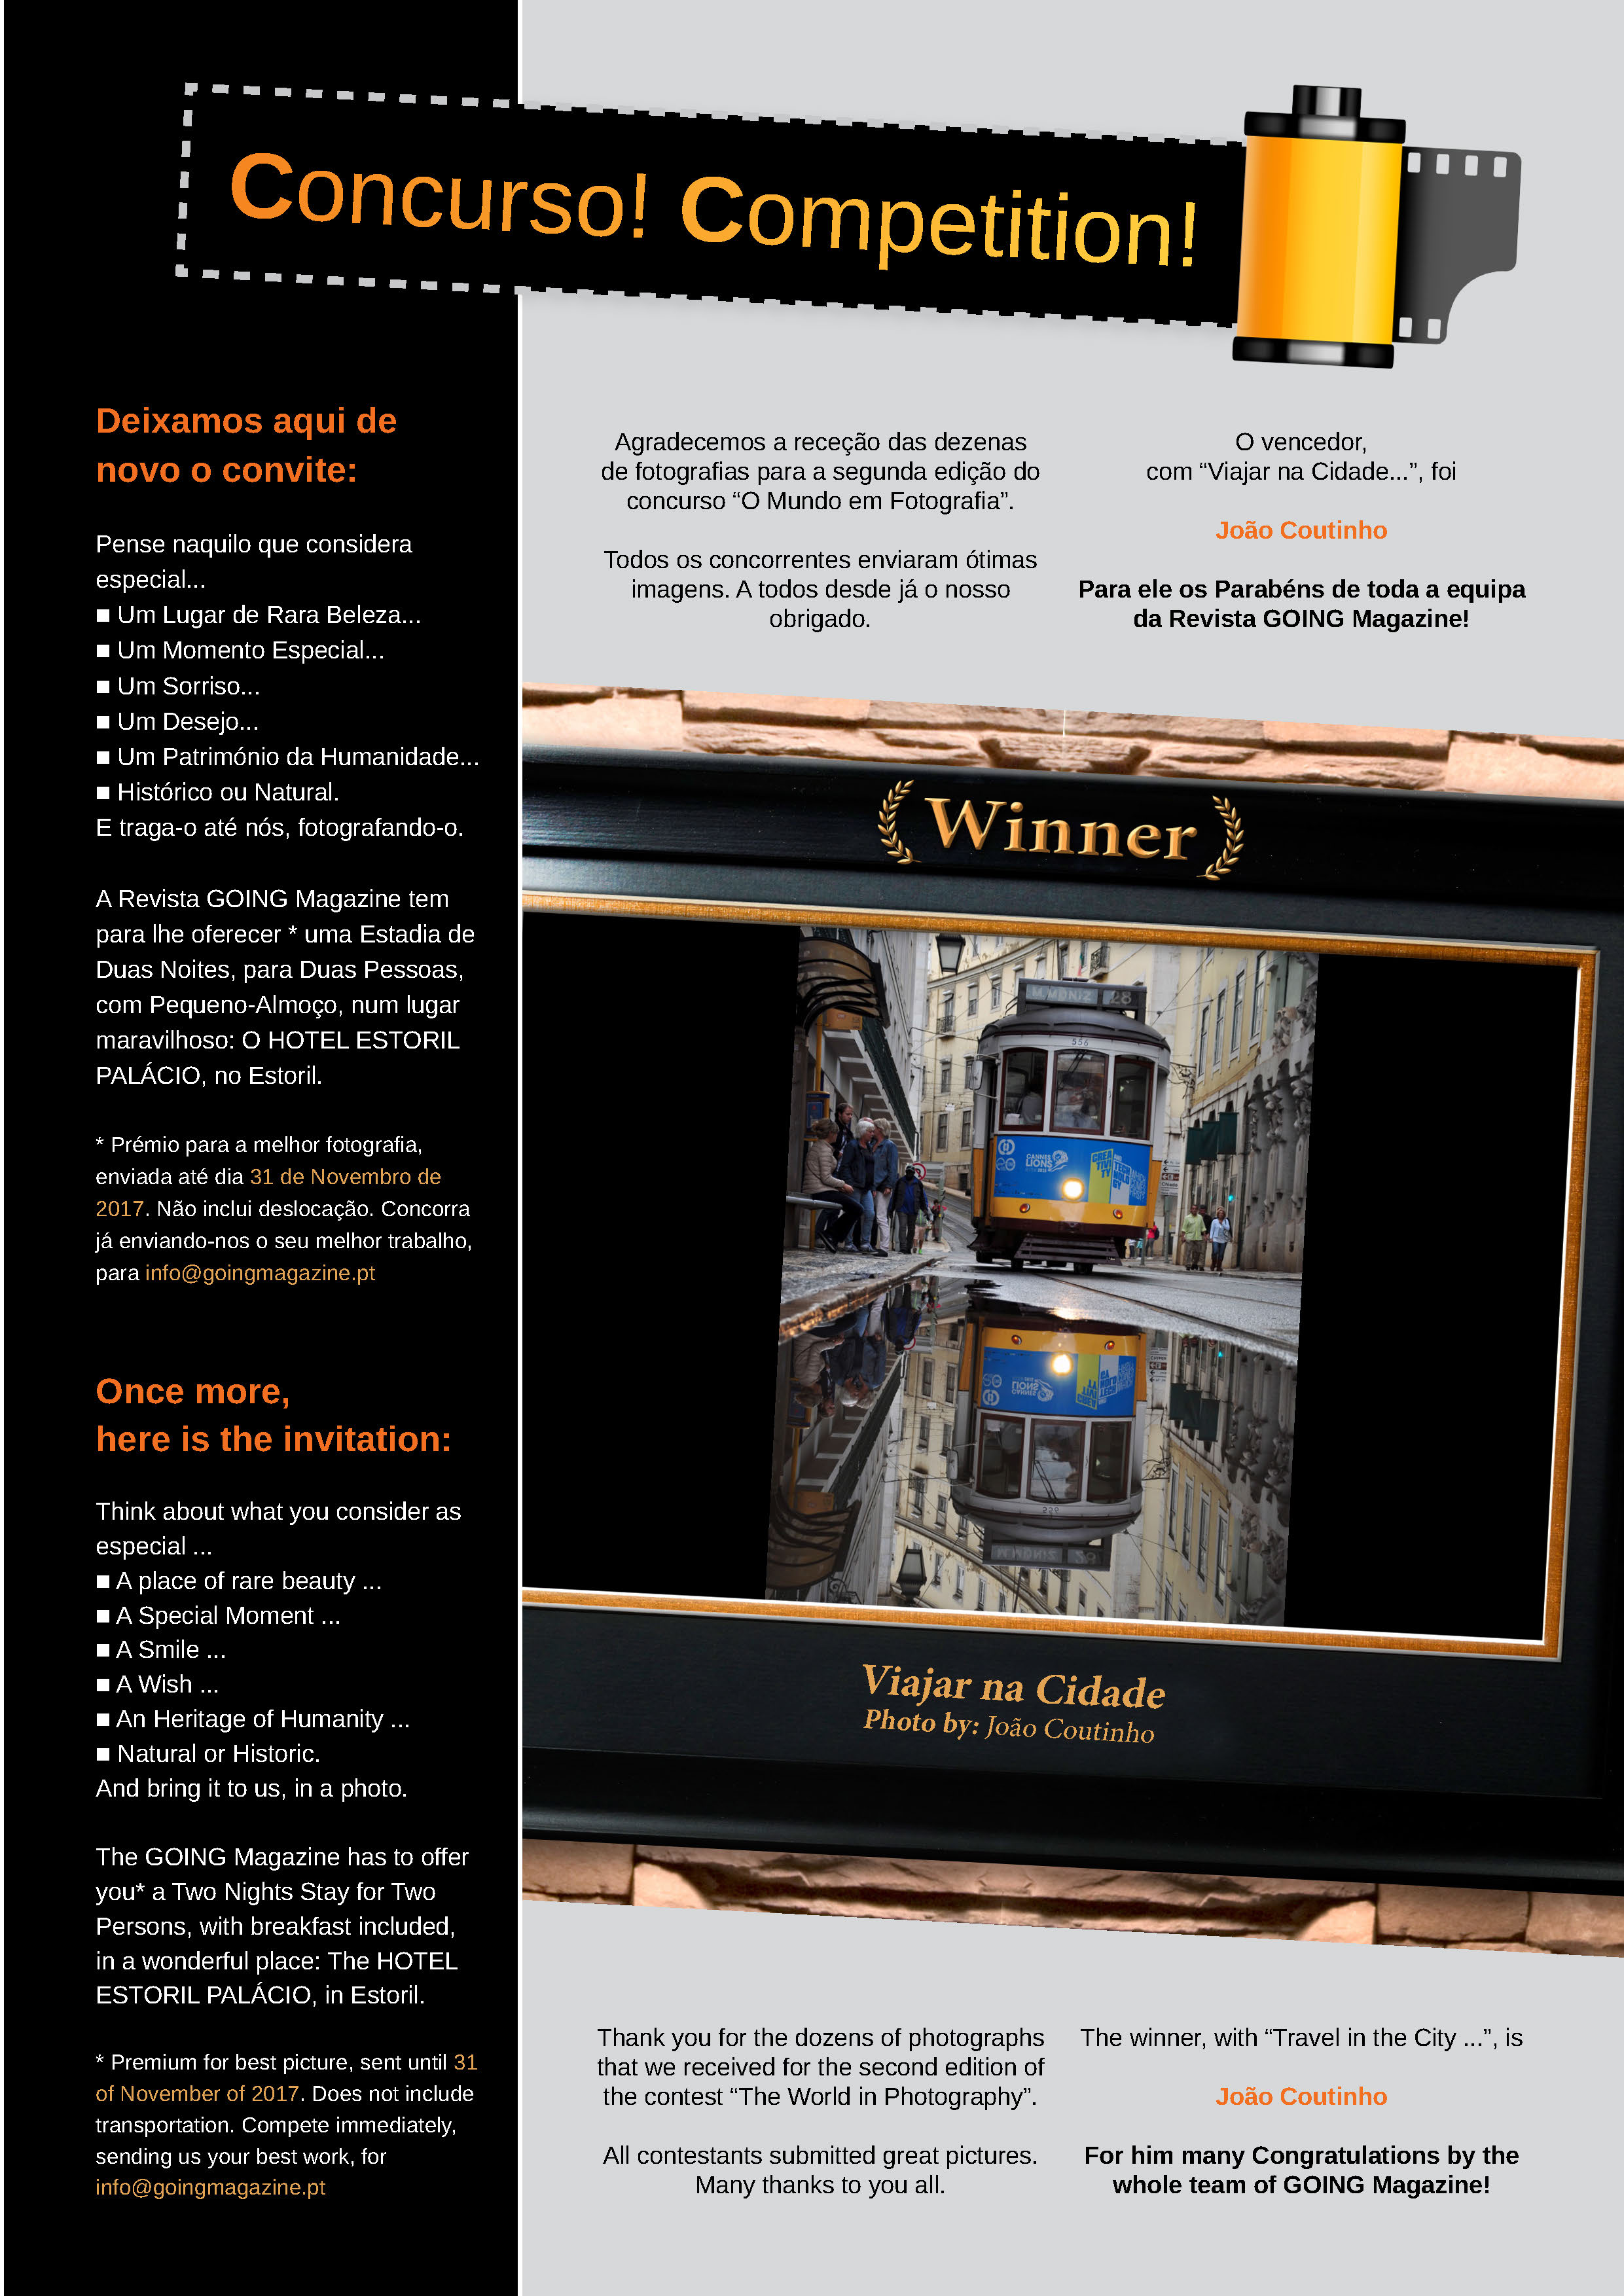 Concurso! Competition!
Deixamos aqui de
novo o convite:
Pense naquilo que considera
especial...
■ Um Lugar de Rara Beleza...
■ Um Momento Especial...
■ Um Sorriso...
■ Um Desejo...
■ Um Património da Humanidade...
■ Histórico ou Natural.
E traga-o até nós, fotografando-o.
A Revista GOING Magazine tem
para lhe oferecer * uma Estadia de
Duas Noites, para Duas Pessoas,
com Pequeno-Almoço, num lugar
maravilhoso: O HOTEL ESTORIL
PALÁCIO, no Estoril.
* Prémio para a melhor fotografia,
enviada até dia 31 de Novembro de
2017. Não inclui deslocação. Concorra
já enviando-nos o seu melhor trabalho,
para info@goingmagazine.pt
Once more,
here is the invitation:
Think about what you consider as
especial ...
■ A place of rare beauty ...
■ A Special Moment ...
■ A Smile ...
■ A Wish ...
■ An Heritage of Humanity ...
■ Natural or Historic.
And bring it to us, in a photo.
The GOING Magazine has to offer
you* a Two Nights Stay for Two
Persons, with breakfast included,
in a wonderful place: The HOTEL
ESTORIL PALÁCIO, in Estoril.
* Premium for best picture, sent until 31
of November of 2017. Does not include
transportation. Compete immediately,
sending us your best work, for
info@goingmagazine.pt
Agradecemos a receção das dezenas
de fotografias para a segunda edição do
concurso “O Mundo em Fotografia”.
Todos os concorrentes enviaram ótimas
imagens. A todos desde já o nosso
obrigado.
O vencedor,
com “Viajar na Cidade...”, foi
João Coutinho
Para ele os Parabéns de toda a equipa
da Revista GOING Magazine!
Winner
M. MONIZ 28
556
CANNES
LIONS
Viajar na Cidade
Photo by: João Coutinho
Thank you for the dozens of photographs
that we received for the second edition of
the contest “The World in Photography”.
All contestants submitted great pictures.
Many thanks to you all.
The winner, with “Travel in the City ...”, is
João Coutinho
For him many Congratulations by the
whole team of GOING Magazine!